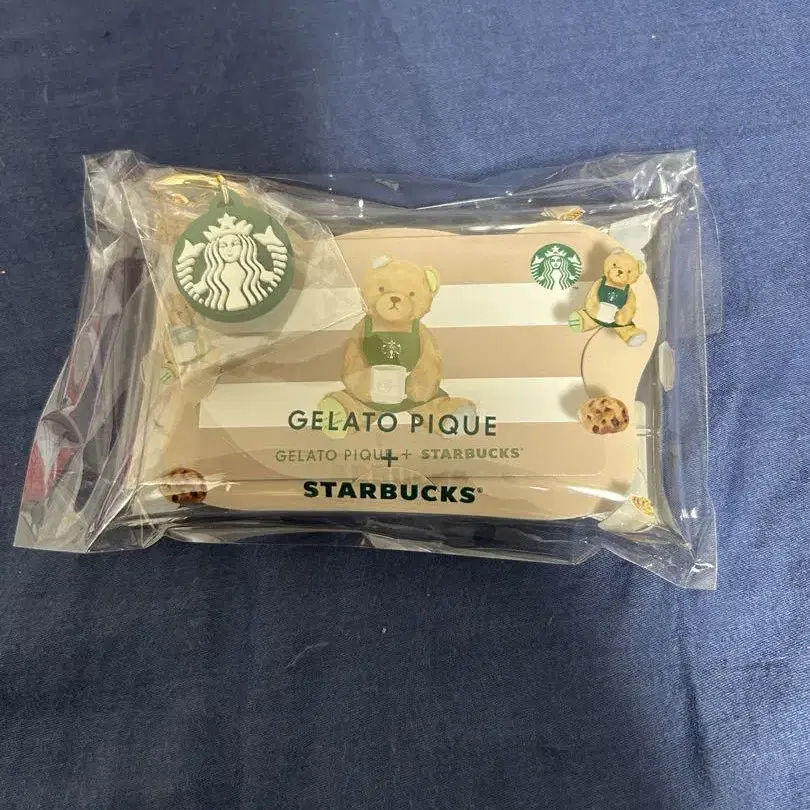 GELATO PIQUE
GELATO PIQUE + STARBUCKS®
+
STARBUCKS®